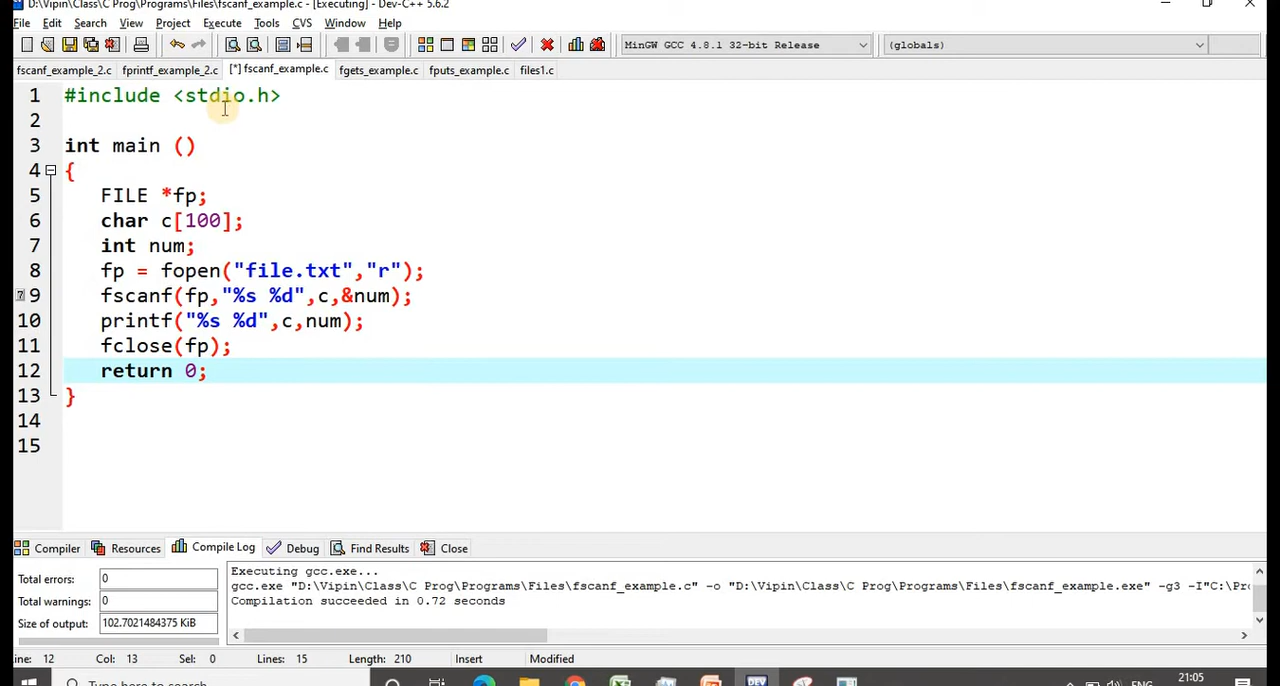 D:\Vipin\Class\C Prog\Programs\Files\fscanf_example.c - [Executing] - Dev-C++ 5.6.2
File Edit Search View Project Execute Tools CVS Window Help
MinGW GCC 4.8.1 32-bit Release (globals)
fscanf_example_2.c fprintf_example_2.c [*] fscanf_example.c fgets_example.c fputs_example.c files1.c
1 #include <stdio.h>
2
3 int main ()
4 {
5 FILE *fp;
6 char c[100];
7 int num;
8 fp = fopen("file.txt","r");
9 fscanf(fp,"%s %d",c,&num);
10 printf("%s %d",c,num);
11 fclose(fp);
12 return 0;
13 }
14
15
Compiler Resources Compile Log Debug Find Results Close
Executing gcc.exe...
Total errors: 0
gcc.exe "D:\Vipin\Class\C Prog\Programs\Files\fscanf_example.c" -o "D:\Vipin\Class\C Prog\Programs\Files\fscanf_example.exe" -g3 -I"C:\Pro
Total warnings: 0
Compilation succeeded in 0.72 seconds
Size of output: 102.7021484375 KiB
ine: 12 Col: 13 Sel: 0 Lines: 15 Length: 210 Insert Modified
Type here to search DEV ENG 21:05